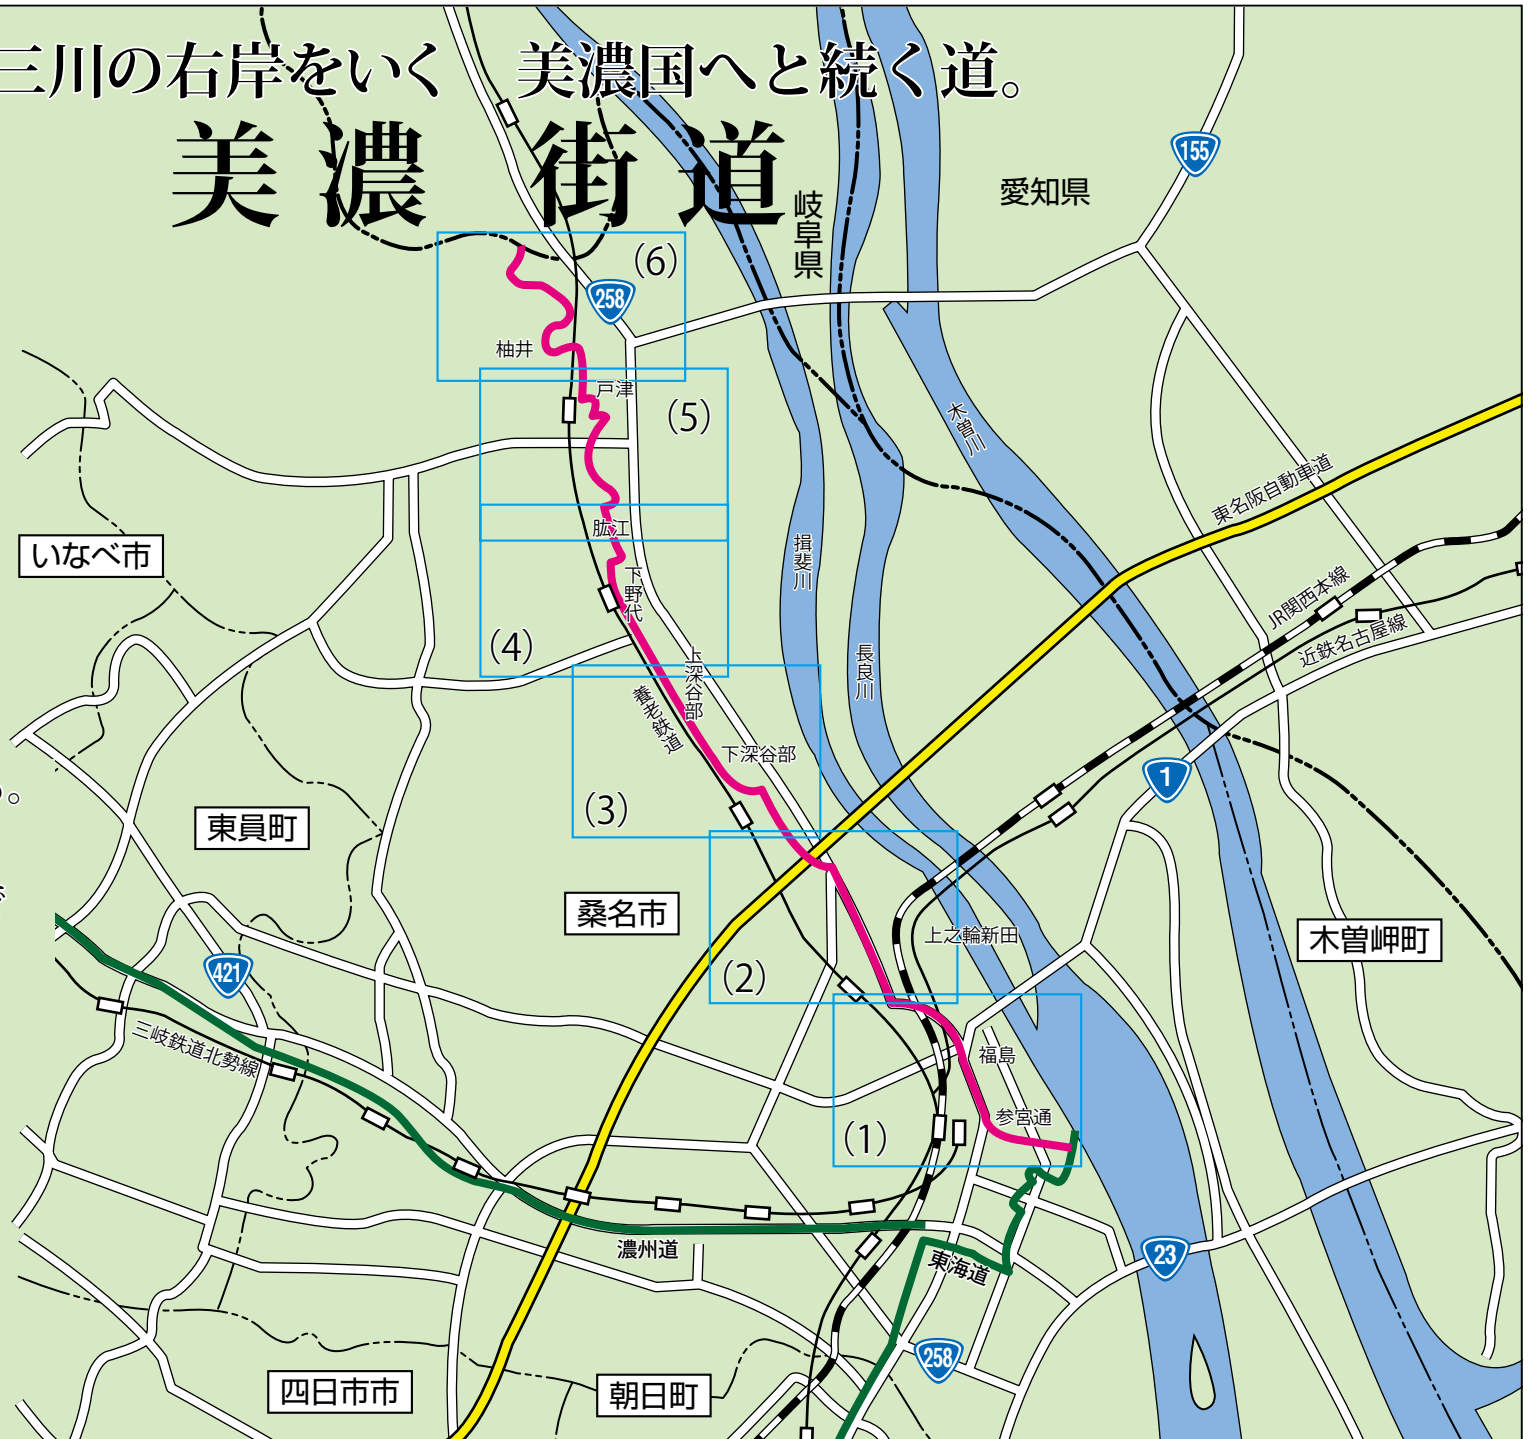 三川の右岸をいく 美濃国へと続く道。
美濃 街道
155
愛知県
岐阜県
(6)
258
柚井
戸津
(5)
木曽川
東名阪自動車道
肱江
いなべ市
揖斐川
下野代
JR関西本線
近鉄名古屋線
(4)
上深谷部
長良川
養老鉄道
下深谷部
1
(3)
。
東員町
桑名市
上之輪新田
木曽岬町
421
(2)
三岐鉄道北勢線
福島
参宮通
(1)
濃州道
東海道
23
258
四日市市
朝日町